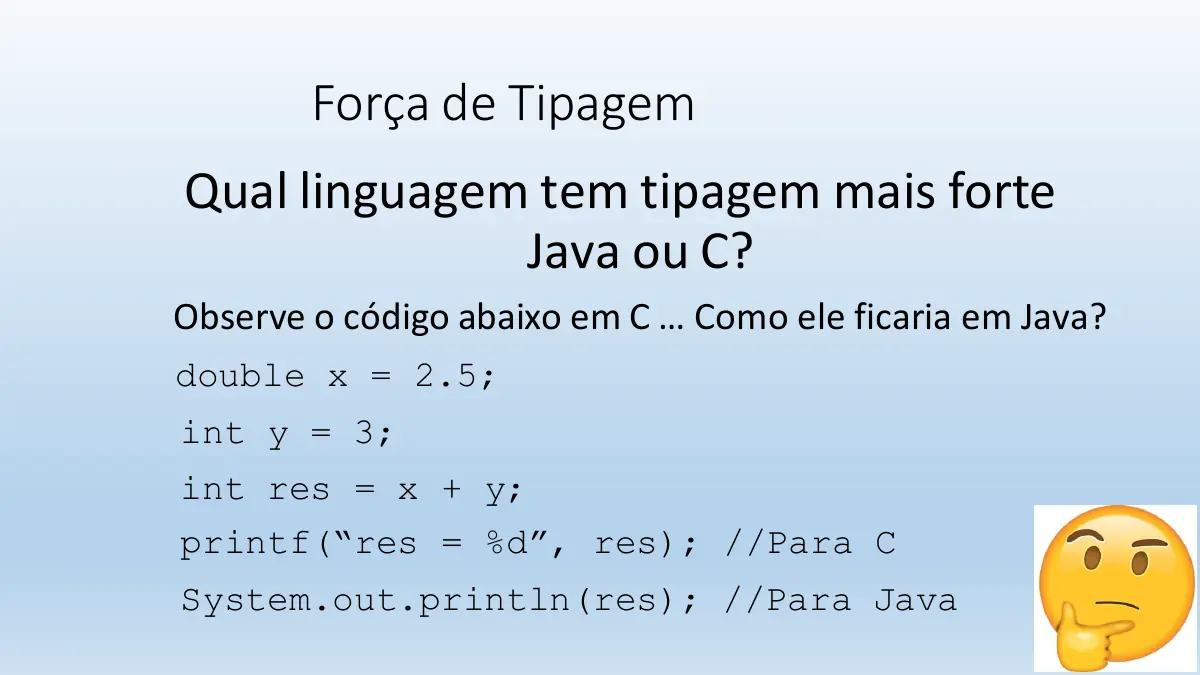 Força de Tipagem
Qual linguagem tem tipagem mais forte
Java ou C?
Observe o código abaixo em C … Como ele ficaria em Java?
double x = 2.5;
int y = 3;
int res = x + y;
printf(“res = %d”, res); //Para C
System.out.println(res); //Para Java